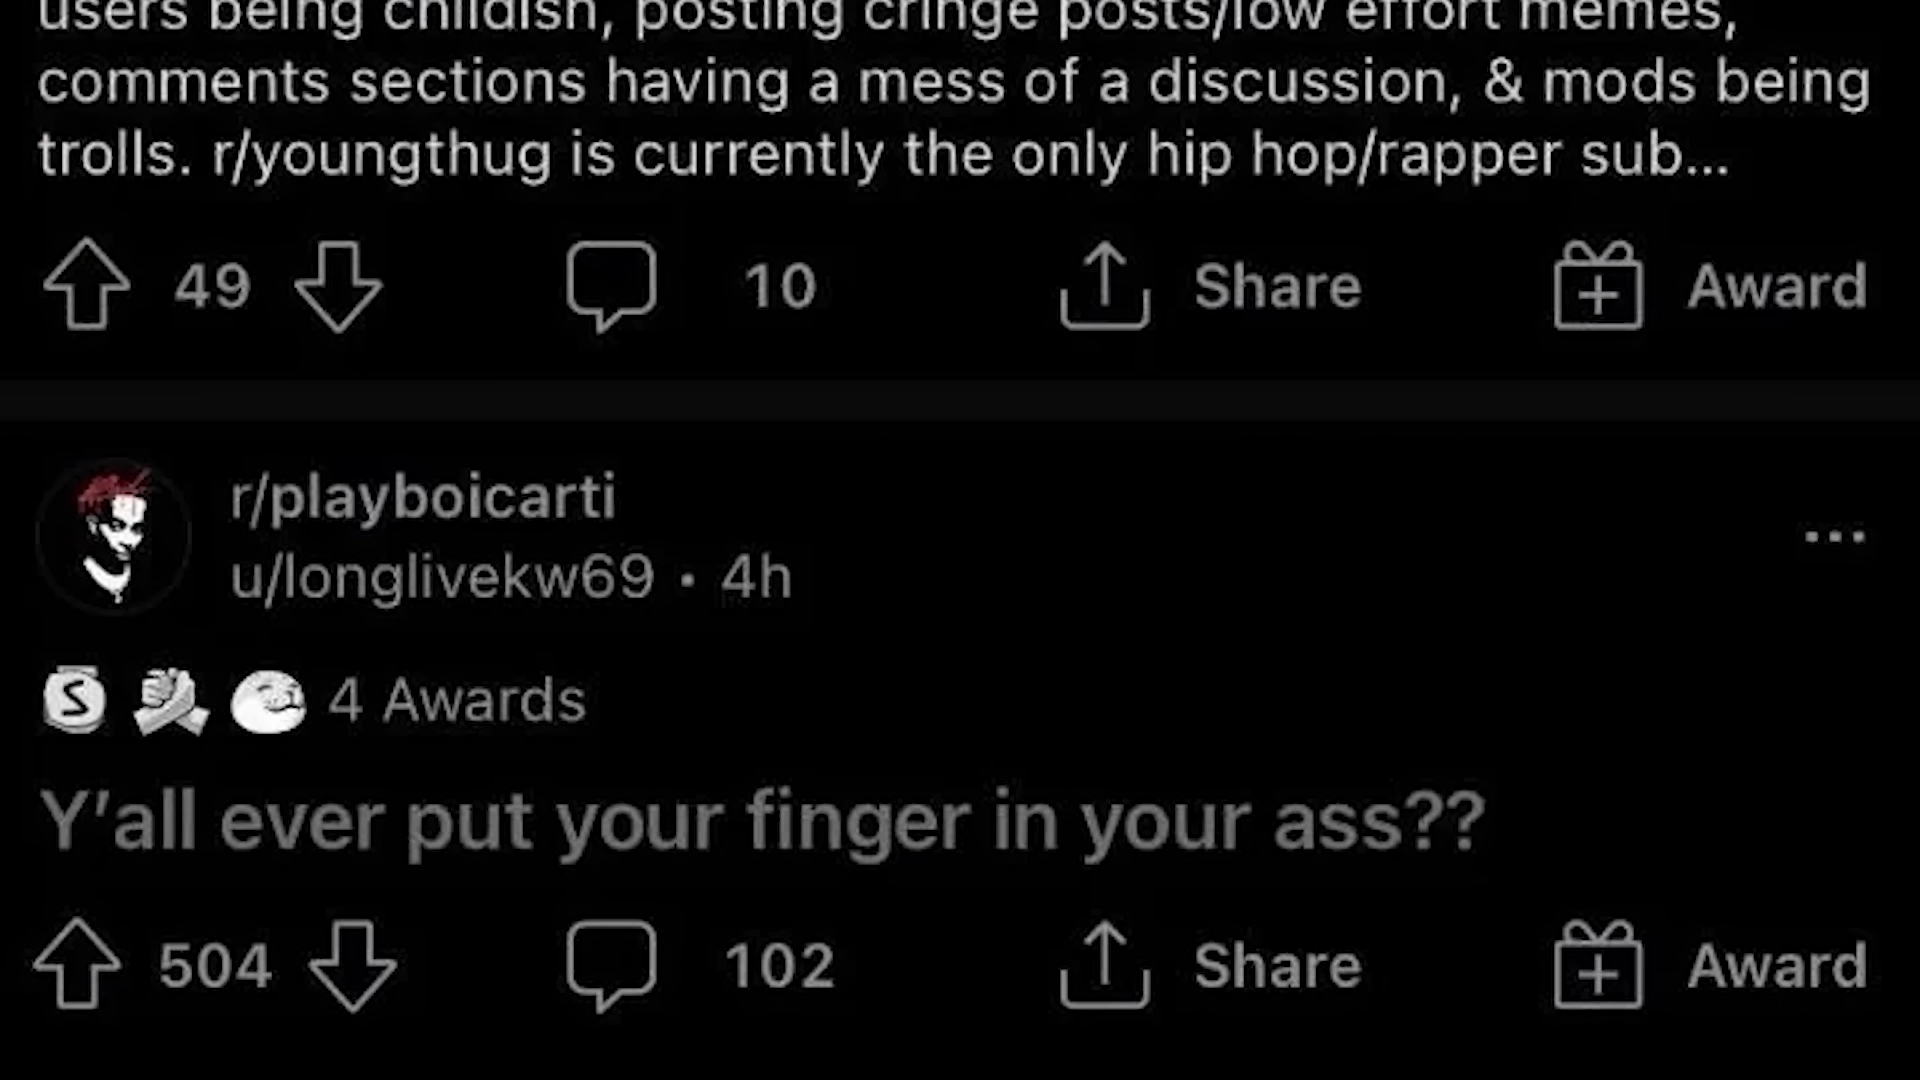 users being childish, posting cringe posts/low effort memes,
comments sections having a mess of a discussion, & mods being
trolls. r/youngthug is currently the only hip hop/rapper sub...
49 10 Share Award
r/playboicarti
u/longlivekw69 • 4h
...
S 4 Awards
Y'all ever put your finger in your ass??
504 102 Share Award